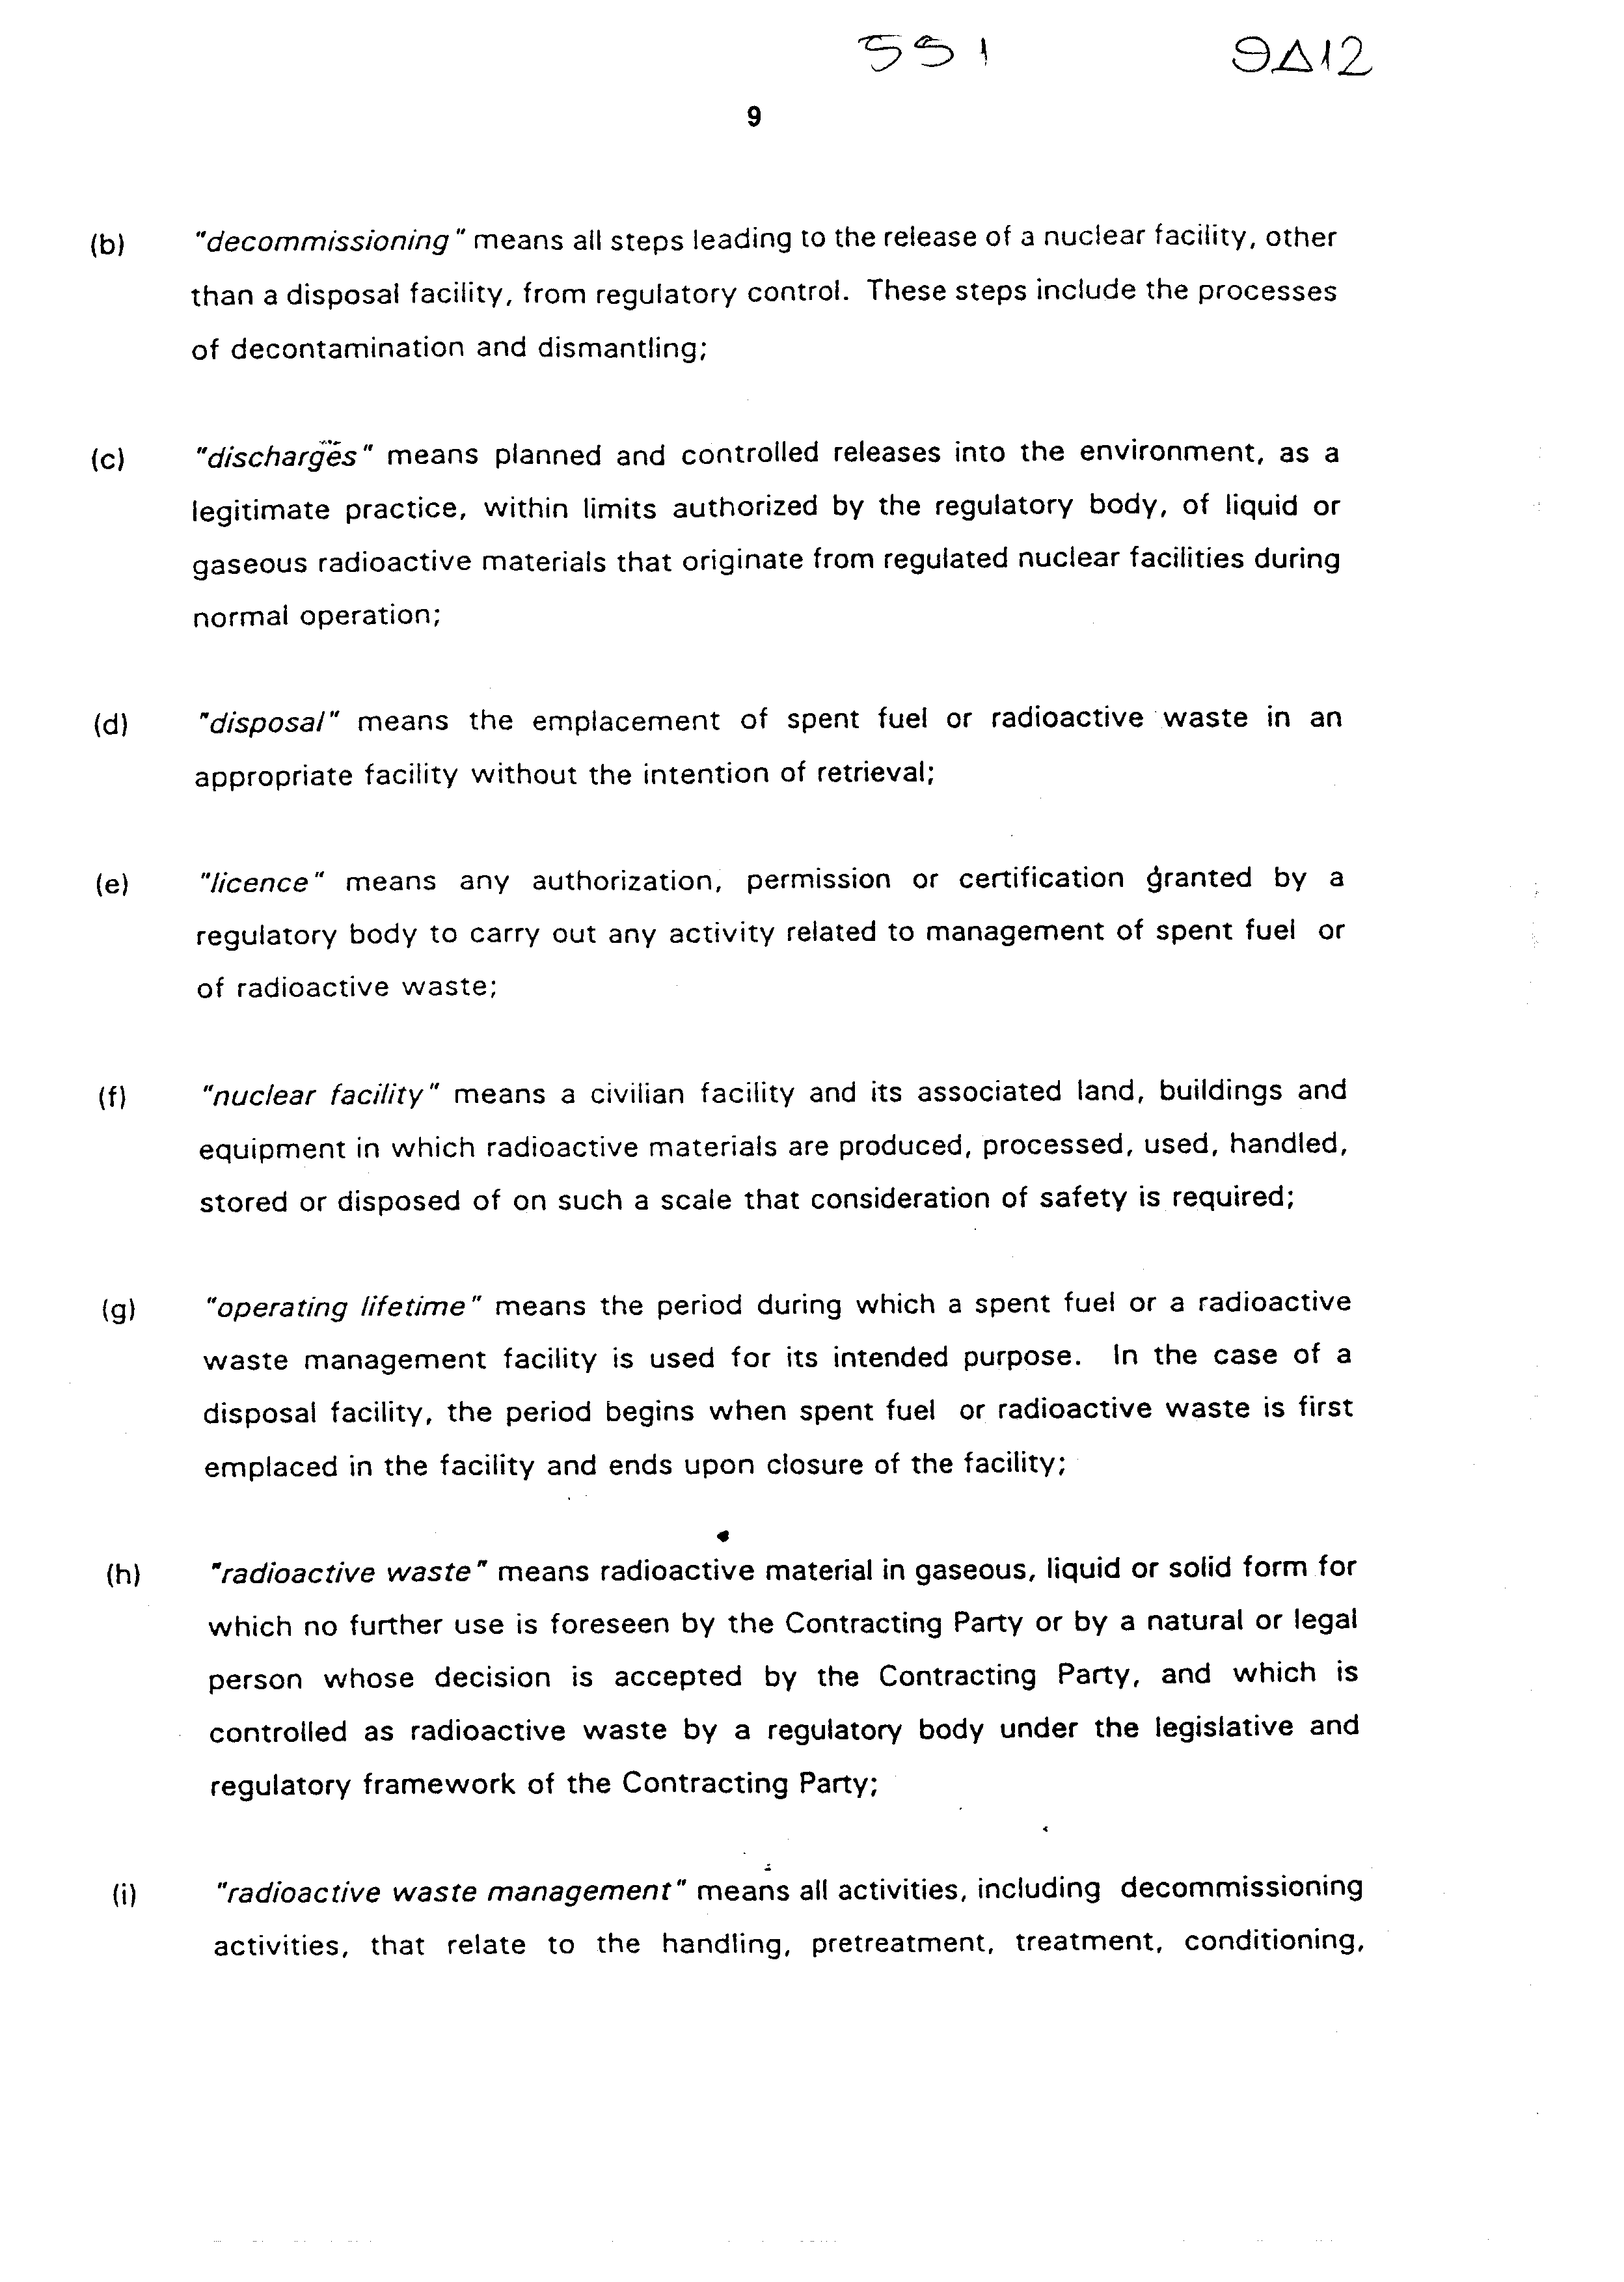 551 9Δ12
9
(b) "decommissioning" means all steps leading to the release of a nuclear facility, other
than a disposal facility, from regulatory control. These steps include the processes
of decontamination and dismantling;
(c) "discharges" means planned and controlled releases into the environment, as a
legitimate practice, within limits authorized by the regulatory body, of liquid or
gaseous radioactive materials that originate from regulated nuclear facilities during
normal operation;
(d) "disposal" means the emplacement of spent fuel or radioactive waste in an
appropriate facility without the intention of retrieval;
(e) "licence" means any authorization, permission or certification granted by a
regulatory body to carry out any activity related to management of spent fuel or
of radioactive waste;
(f) "nuclear facility" means a civilian facility and its associated land, buildings and
equipment in which radioactive materials are produced, processed, used, handled,
stored or disposed of on such a scale that consideration of safety is required;
(g) "operating lifetime" means the period during which a spent fuel or a radioactive
waste management facility is used for its intended purpose. In the case of a
disposal facility, the period begins when spent fuel or radioactive waste is first
emplaced in the facility and ends upon closure of the facility;
(h) "radioactive waste" means radioactive material in gaseous, liquid or solid form for
which no further use is foreseen by the Contracting Party or by a natural or legal
person whose decision is accepted by the Contracting Party, and which is
controlled as radioactive waste by a regulatory body under the legislative and
regulatory framework of the Contracting Party;
(i) "radioactive waste management" means all activities, including decommissioning
activities, that relate to the handling, pretreatment, treatment, conditioning,